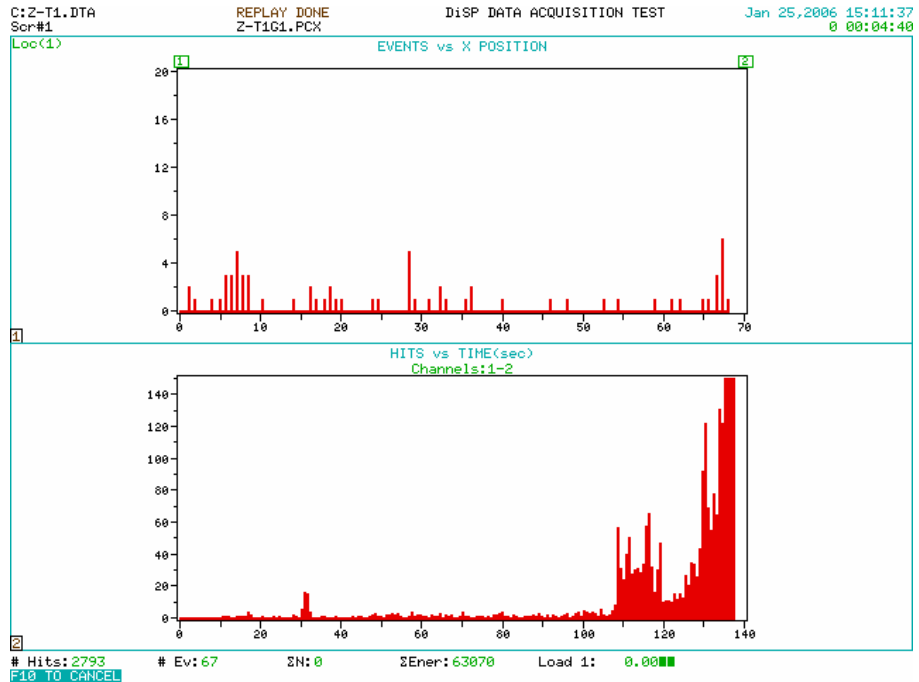 C:Z-T1.DTA REPLAY DONE DiSP DATA ACQUISITION TEST Jan 25,2006 15:11:37
Scr#1 Z-T1G1.PCX 0 00:04:40
Loc(1) EVENTS vs X POSITION
1 2
20
16
12
8
4
0
0 10 20 30 40 50 60 70
1
HITS vs TIME(sec)
Channels:1-2
140
120
100
80
60
40
20
0
0 20 40 60 80 100 120 140
2
# Hits:2793 # Ev:67 ΣN:0 ΣEner:63070 Load 1: 0.00
F10 TO CANCEL